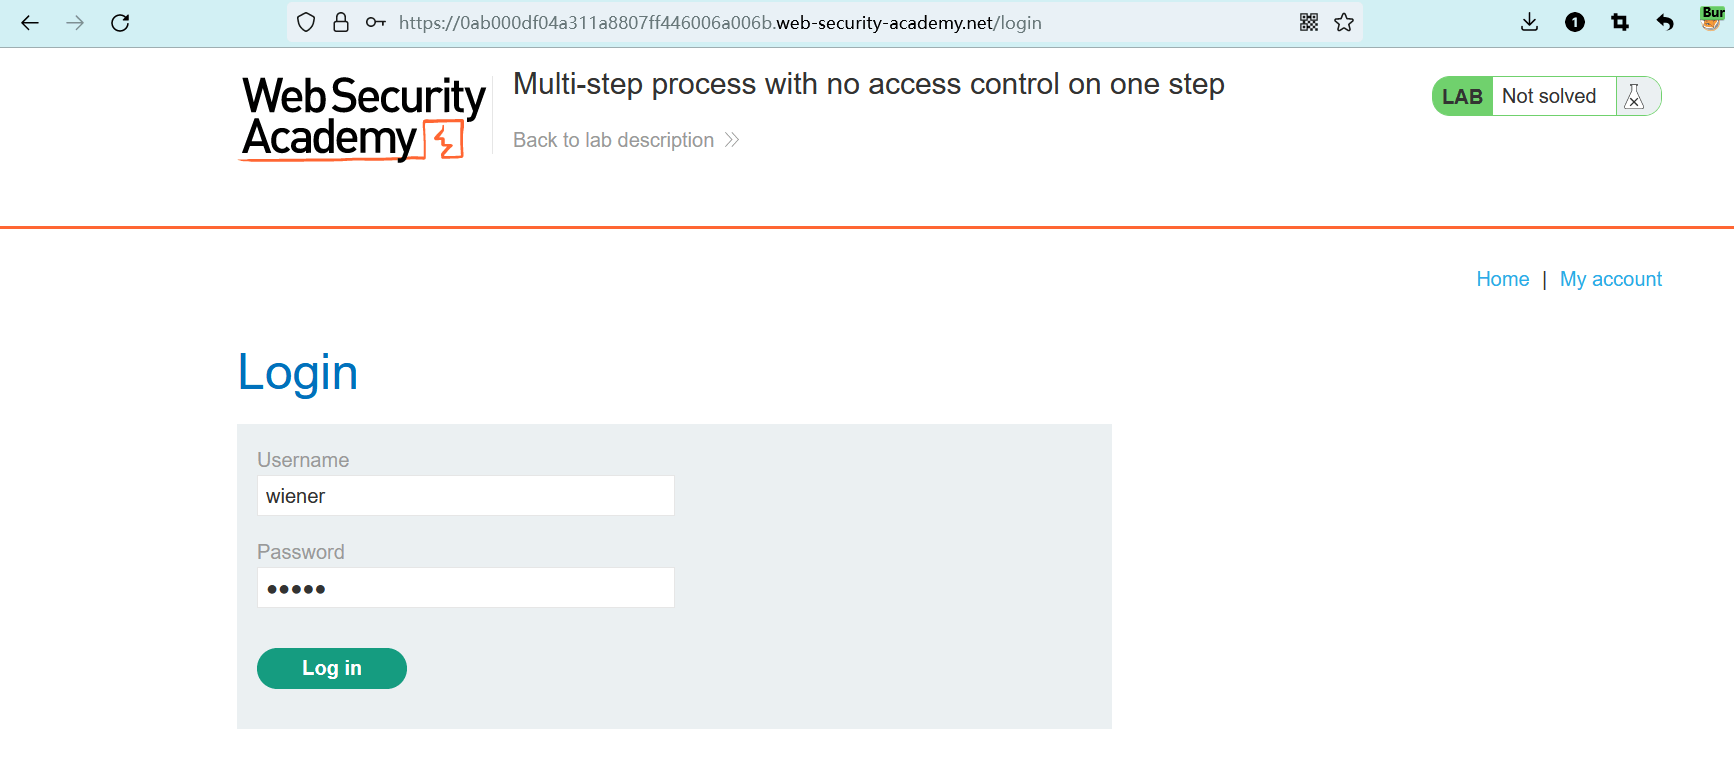 https://0ab000df04a311a8807ff446006a006b.web-security-academy.net/login
1
Bur
Web Security
Academy
Multi-step process with no access control on one step
Back to lab description
LAB Not solved
Home | My account
Login
Username
wiener
Password
Log in